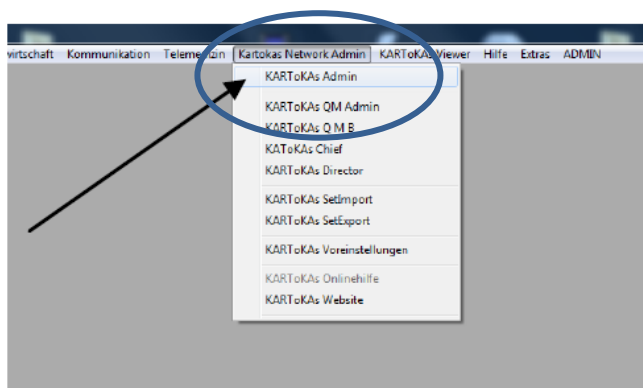 wirtschaft Kommunikation Telemedizin Kartokas Network Admin KARToKAs Viewer Hilfe Extras ADMIN
KARToKAs Admin
KARToKAs QM Admin
KARToKAs Q M B
KAToKAs Chief
KARToKAs Director
KARToKAs SetImport
KARToKAs SetExport
KARToKAs Voreinstellungen
KARToKAs Onlinehilfe
KARToKAs Website